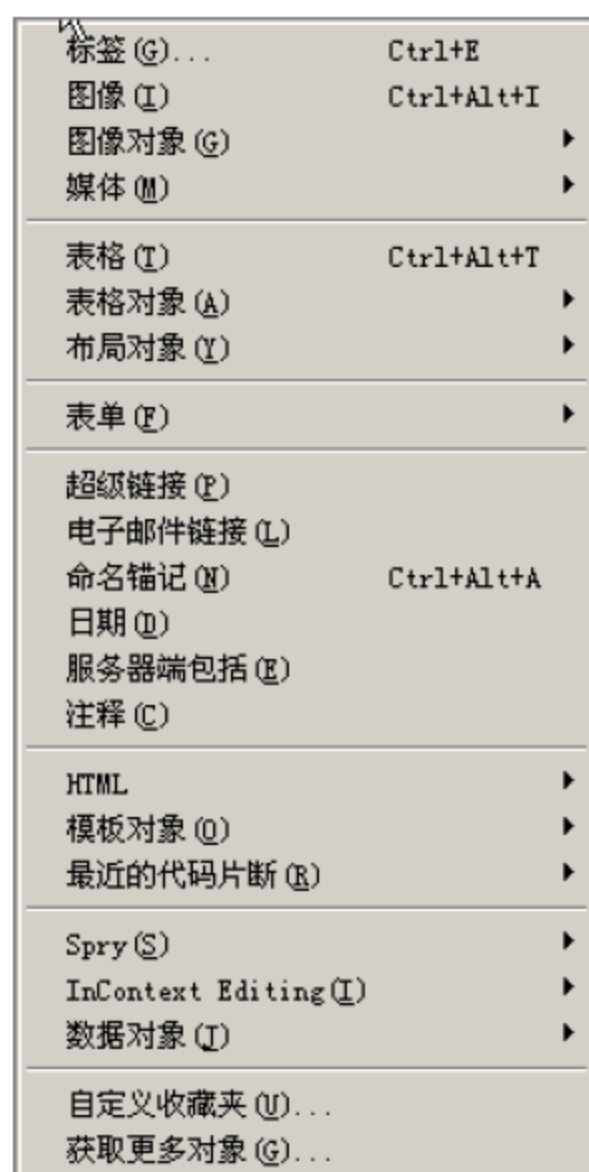 标签(G)... Ctrl+E
图像(I) Ctrl+Alt+I
图像对象(G)
媒体(M)
表格(T) Ctrl+Alt+T
表格对象(A)
布局对象(Y)
表单(F)
超级链接(P)
电子邮件链接(L)
命名锚记(N) Ctrl+Alt+A
日期(D)
服务器端包括(E)
注释(C)
HTML
模板对象(O)
最近的代码片断(R)
Spry(S)
InContext Editing(I)
数据对象(J)
自定义收藏夹(U)...
获取更多对象(G)...